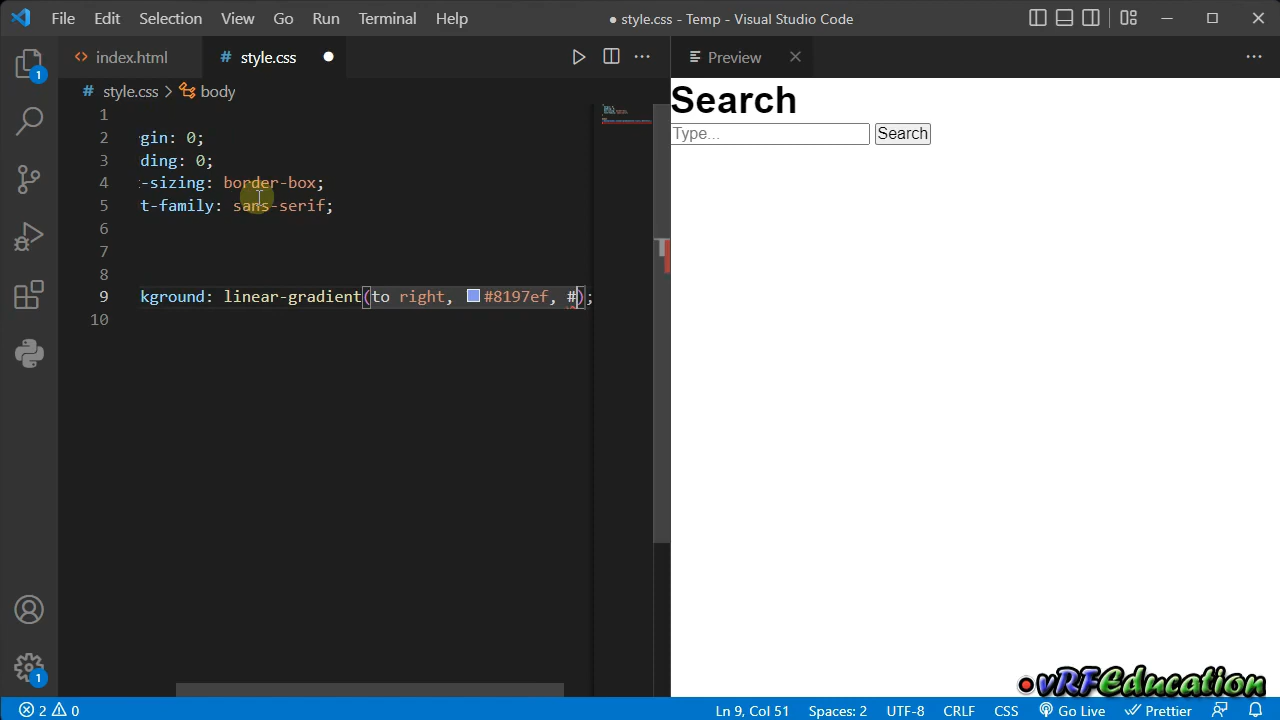 File Edit Selection View Go Run Terminal Help ● style.css - Temp - Visual Studio Code
index.html # style.css Preview
# style.css > body
1
2 gin: 0;
3 ding: 0;
4 -sizing: border-box;
5 t-family: sans-serif;
6
7
8
9 kground: linear-gradient(to right, #8197ef, #);
10
Search
Type... Search
1
1
vRFEducation
2 0 Ln 9, Col 51 Spaces: 2 UTF-8 CRLF CSS Go Live Prettier